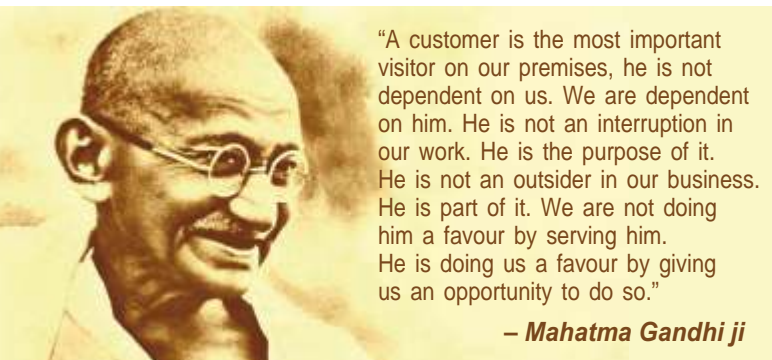 “A customer is the most important
visitor on our premises, he is not
dependent on us. We are dependent
on him. He is not an interruption in
our work. He is the purpose of it.
He is not an outsider in our business.
He is part of it. We are not doing
him a favour by serving him.
He is doing us a favour by giving
us an opportunity to do so.”
– Mahatma Gandhi ji